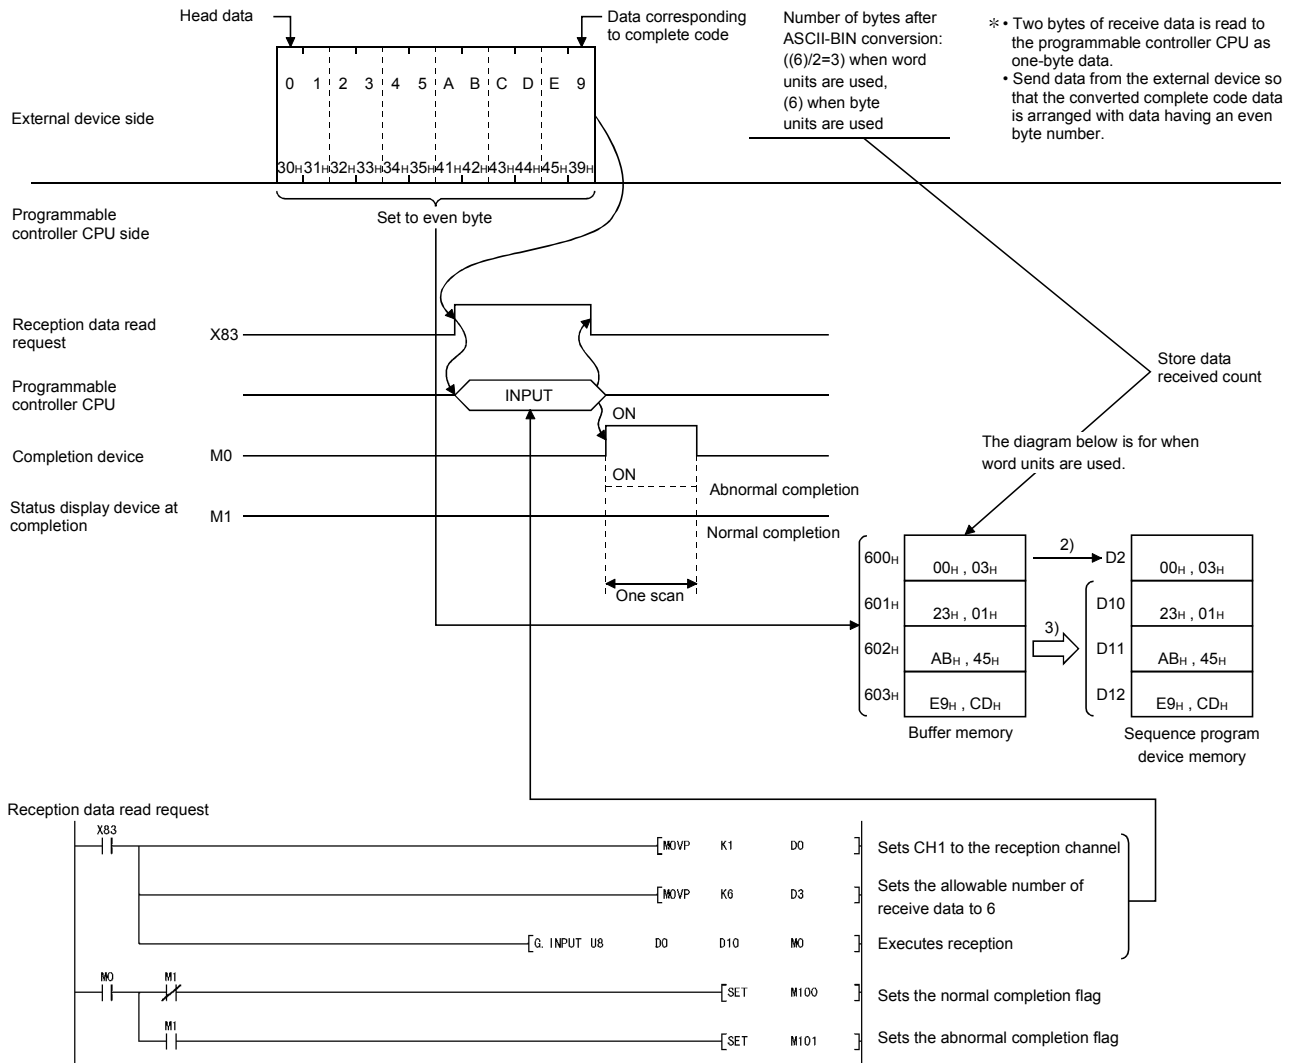 Head data
Data corresponding
to complete code
Number of bytes after
ASCII-BIN conversion:
((6)/2=3) when word
units are used,
(6) when byte
units are used
＊ • Two bytes of receive data is read to
the programmable controller CPU as
one-byte data.
• Send data from the external device so
that the converted complete code data
is arranged with data having an even
byte number.
0 1 2 3 4 5 A B C D E 9
External device side
30H 31H 32H 33H 34H 35H 41H 42H 43H 44H 45H 39H
Programmable
controller CPU side
Set to even byte
Reception data read
request
X83
Programmable
controller CPU
INPUT
Store data
received count
ON
Completion device
M0
The diagram below is for when
word units are used.
ON
Abnormal completion
Status display device at
completion
M1
Normal completion
One scan
600H
00H , 03H
2)
D2
00H , 03H
601H
23H , 01H
D10
23H , 01H
602H
ABH , 45H
3)
D11
ABH , 45H
603H
E9H , CDH
D12
E9H , CDH
Buffer memory
Sequence program
device memory
Reception data read request
X83
MOVP K1 D0
Sets CH1 to the reception channel
MOVP K6 D3
Sets the allowable number of
receive data to 6
G. INPUT U8 D0 D10 M0
Executes reception
M0 M1
SET M100
Sets the normal completion flag
M1
SET M101
Sets the abnormal completion flag